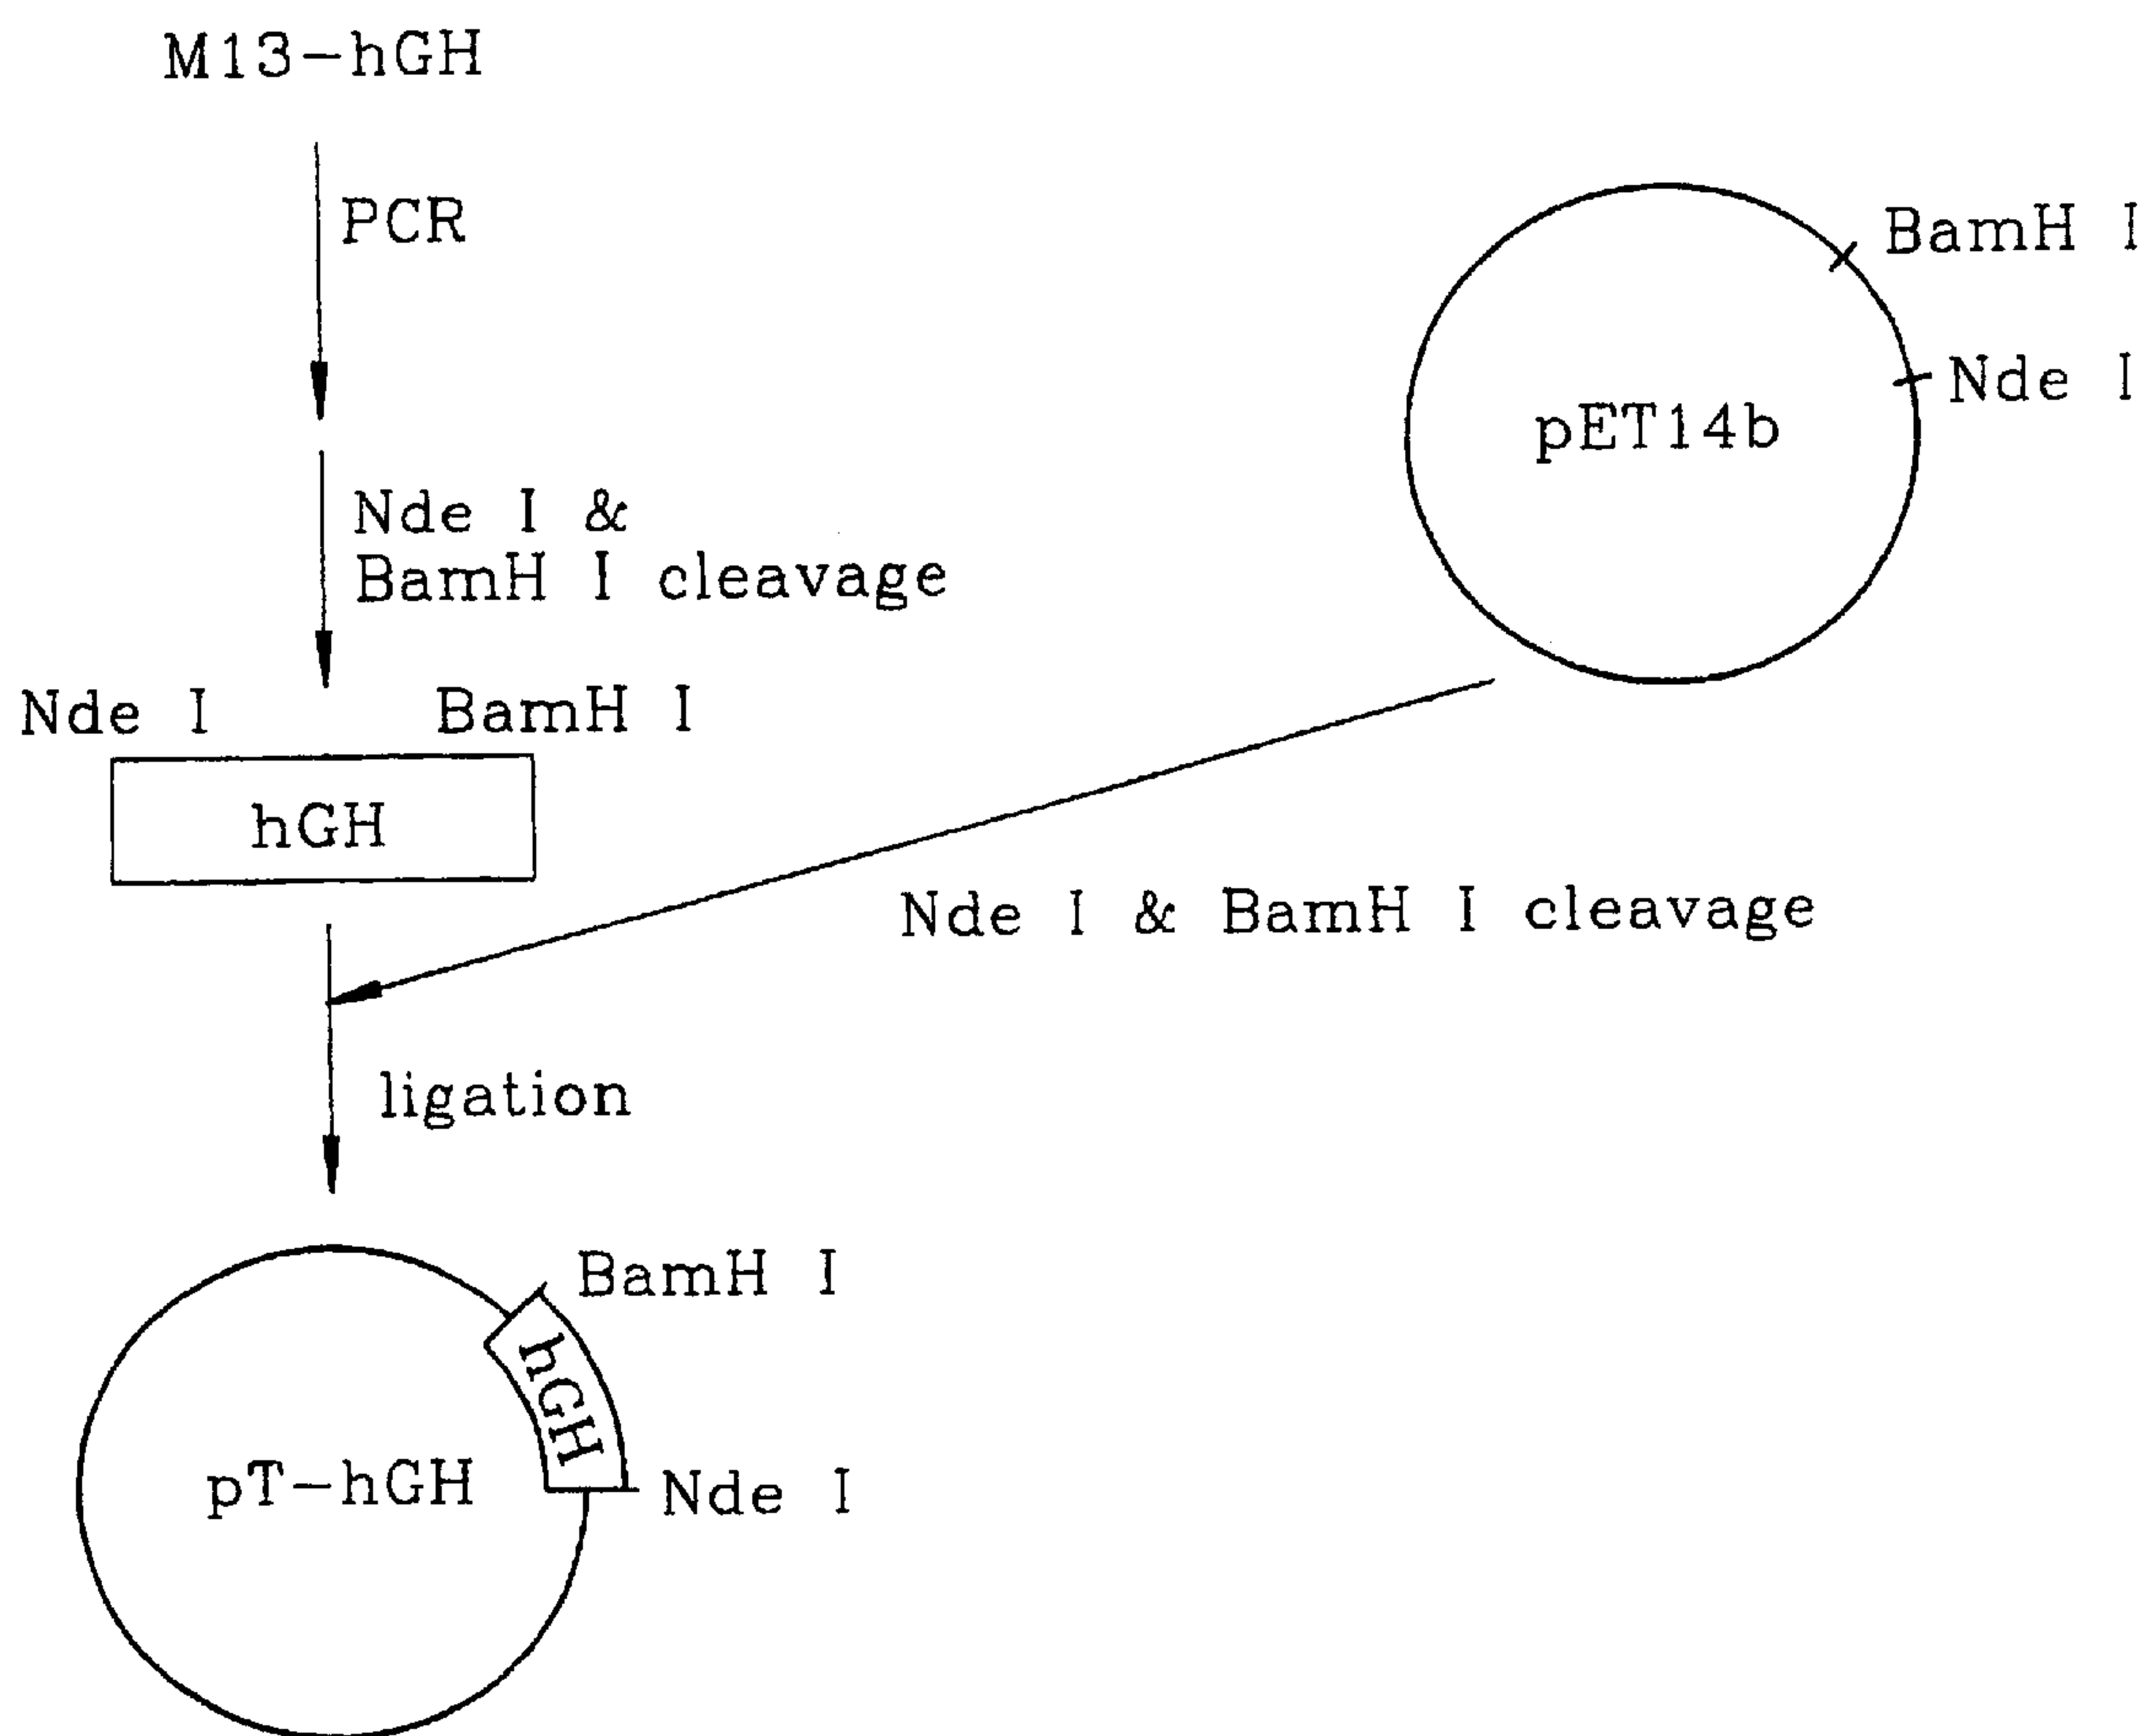 M13-hGH
PCR
BamH I
Nde I
pET14b
Nde I &
BamH I cleavage
Nde I
BamH I
hGH
Nde I & BamH I cleavage
ligation
BamH I
hGH
pT-hGH
Nde I